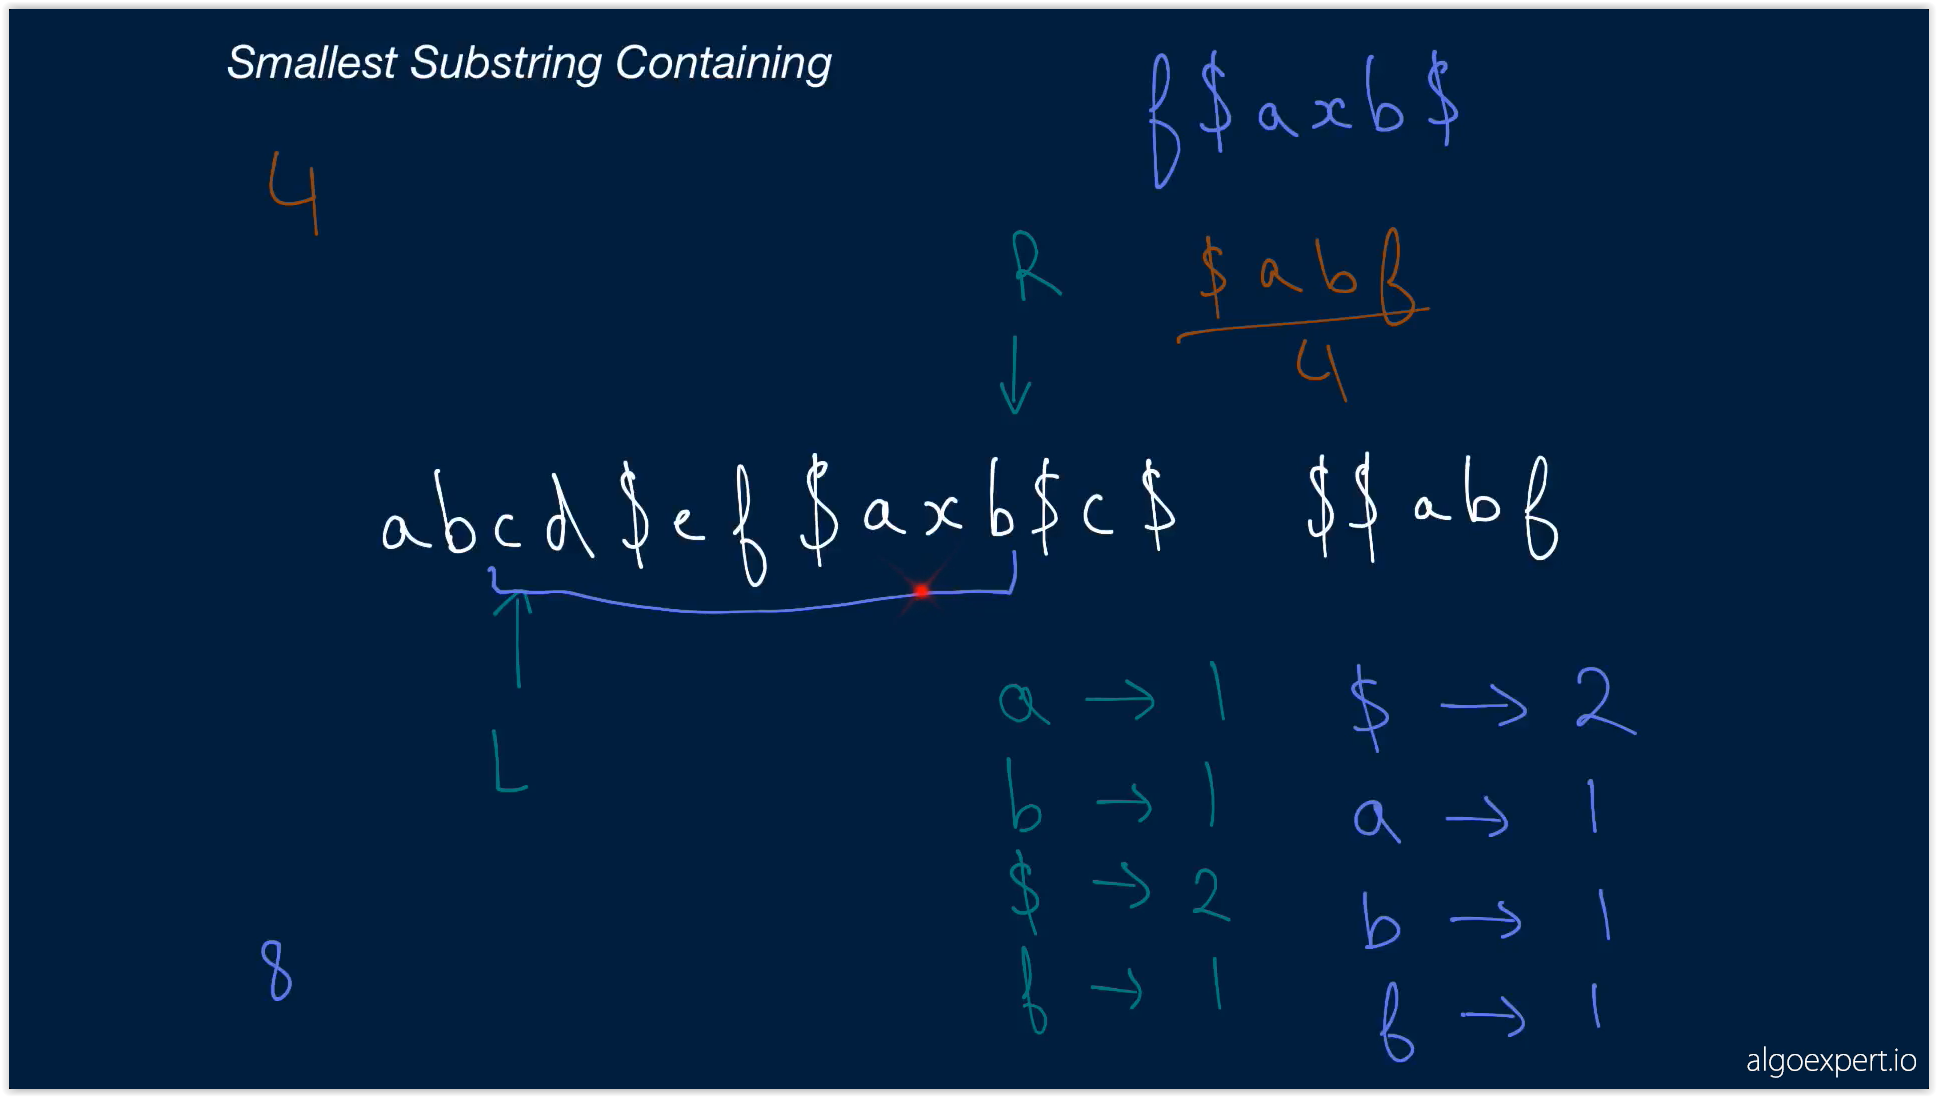 Smallest Substring Containing
f$axb$
4
R
$abf
4
abcd$ef$axb$c$ $$abf
L
a → 1 $ → 2
b → 1 a → 1
$ → 2 b → 1
f → 1 f → 1
8
algoexpert.io